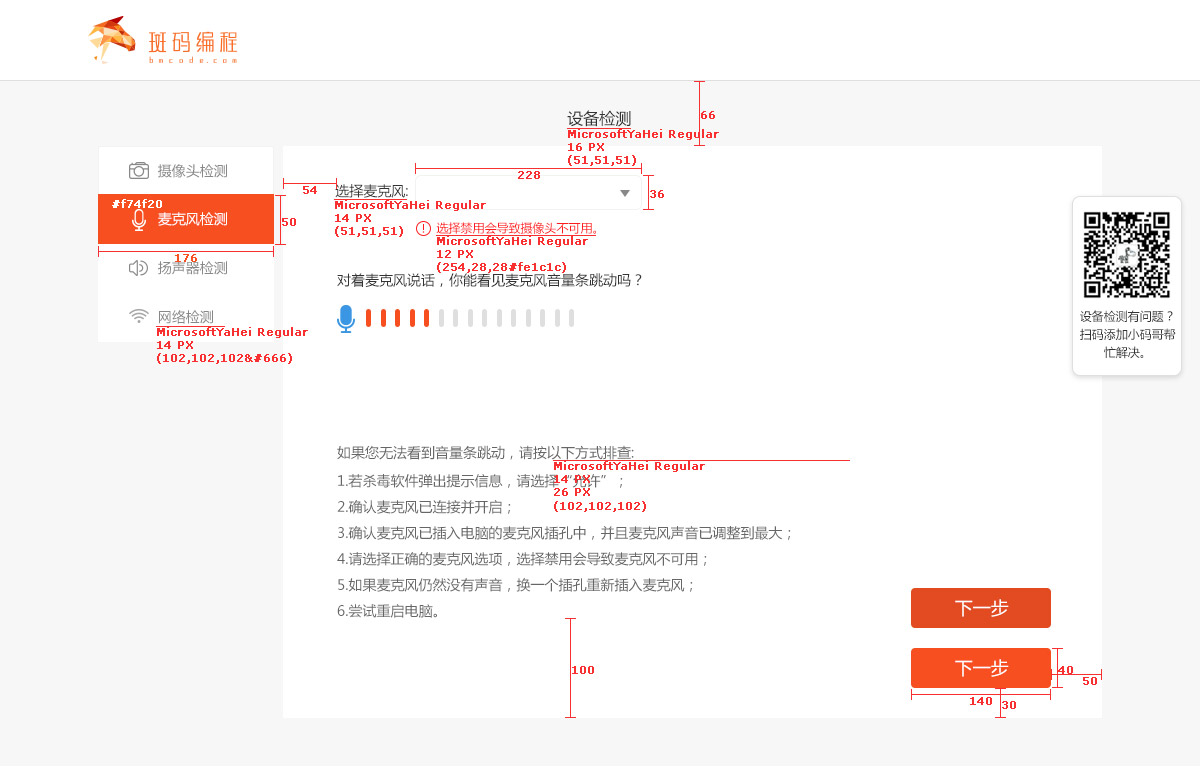 班码编程
bmcode.com
66
设备检测
MicrosoftYaHei Regular
16 PX
(51,51,51)
摄像头检测
#f74f20
麦克风检测
50
176
扬声器检测
网络检测
MicrosoftYaHei Regular
14 PX
(102,102,102&#666)
54
228
选择麦克风:
36
MicrosoftYaHei Regular
14 PX
(51,51,51)
选择禁用会导致摄像头不可用。
MicrosoftYaHei Regular
12 PX
(254,28,28#fe1c1c)
对着麦克风说话，你能看见麦克风音量条跳动吗？
设备检测有问题？
扫码添加小码哥帮
忙解决。
如果您无法看到音量条跳动，请按以下方式排查:
MicrosoftYaHei Regular
14 PX
26 PX
(102,102,102)
1.若杀毒软件弹出提示信息，请选择“允许”；
2.确认麦克风已连接并开启；
3.确认麦克风已插入电脑的麦克风插孔中，并且麦克风声音已调整到最大；
4.请选择正确的麦克风选项，选择禁用会导致麦克风不可用；
5.如果麦克风仍然没有声音，换一个插孔重新插入麦克风；
6.尝试重启电脑。
100
下一步
下一步
40
50
140
30